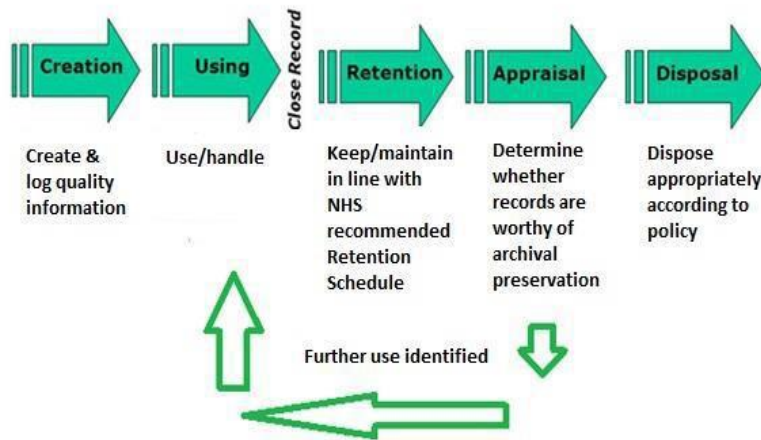 Creation
Using
Close Record
Retention
Appraisal
Disposal
Create &
log quality
information
Use/handle
Keep/maintain
in line with
NHS
recommended
Retention
Schedule
Determine
whether
records are
worthy of
archival
preservation
Dispose
appropriately
according to
policy
Further use identified